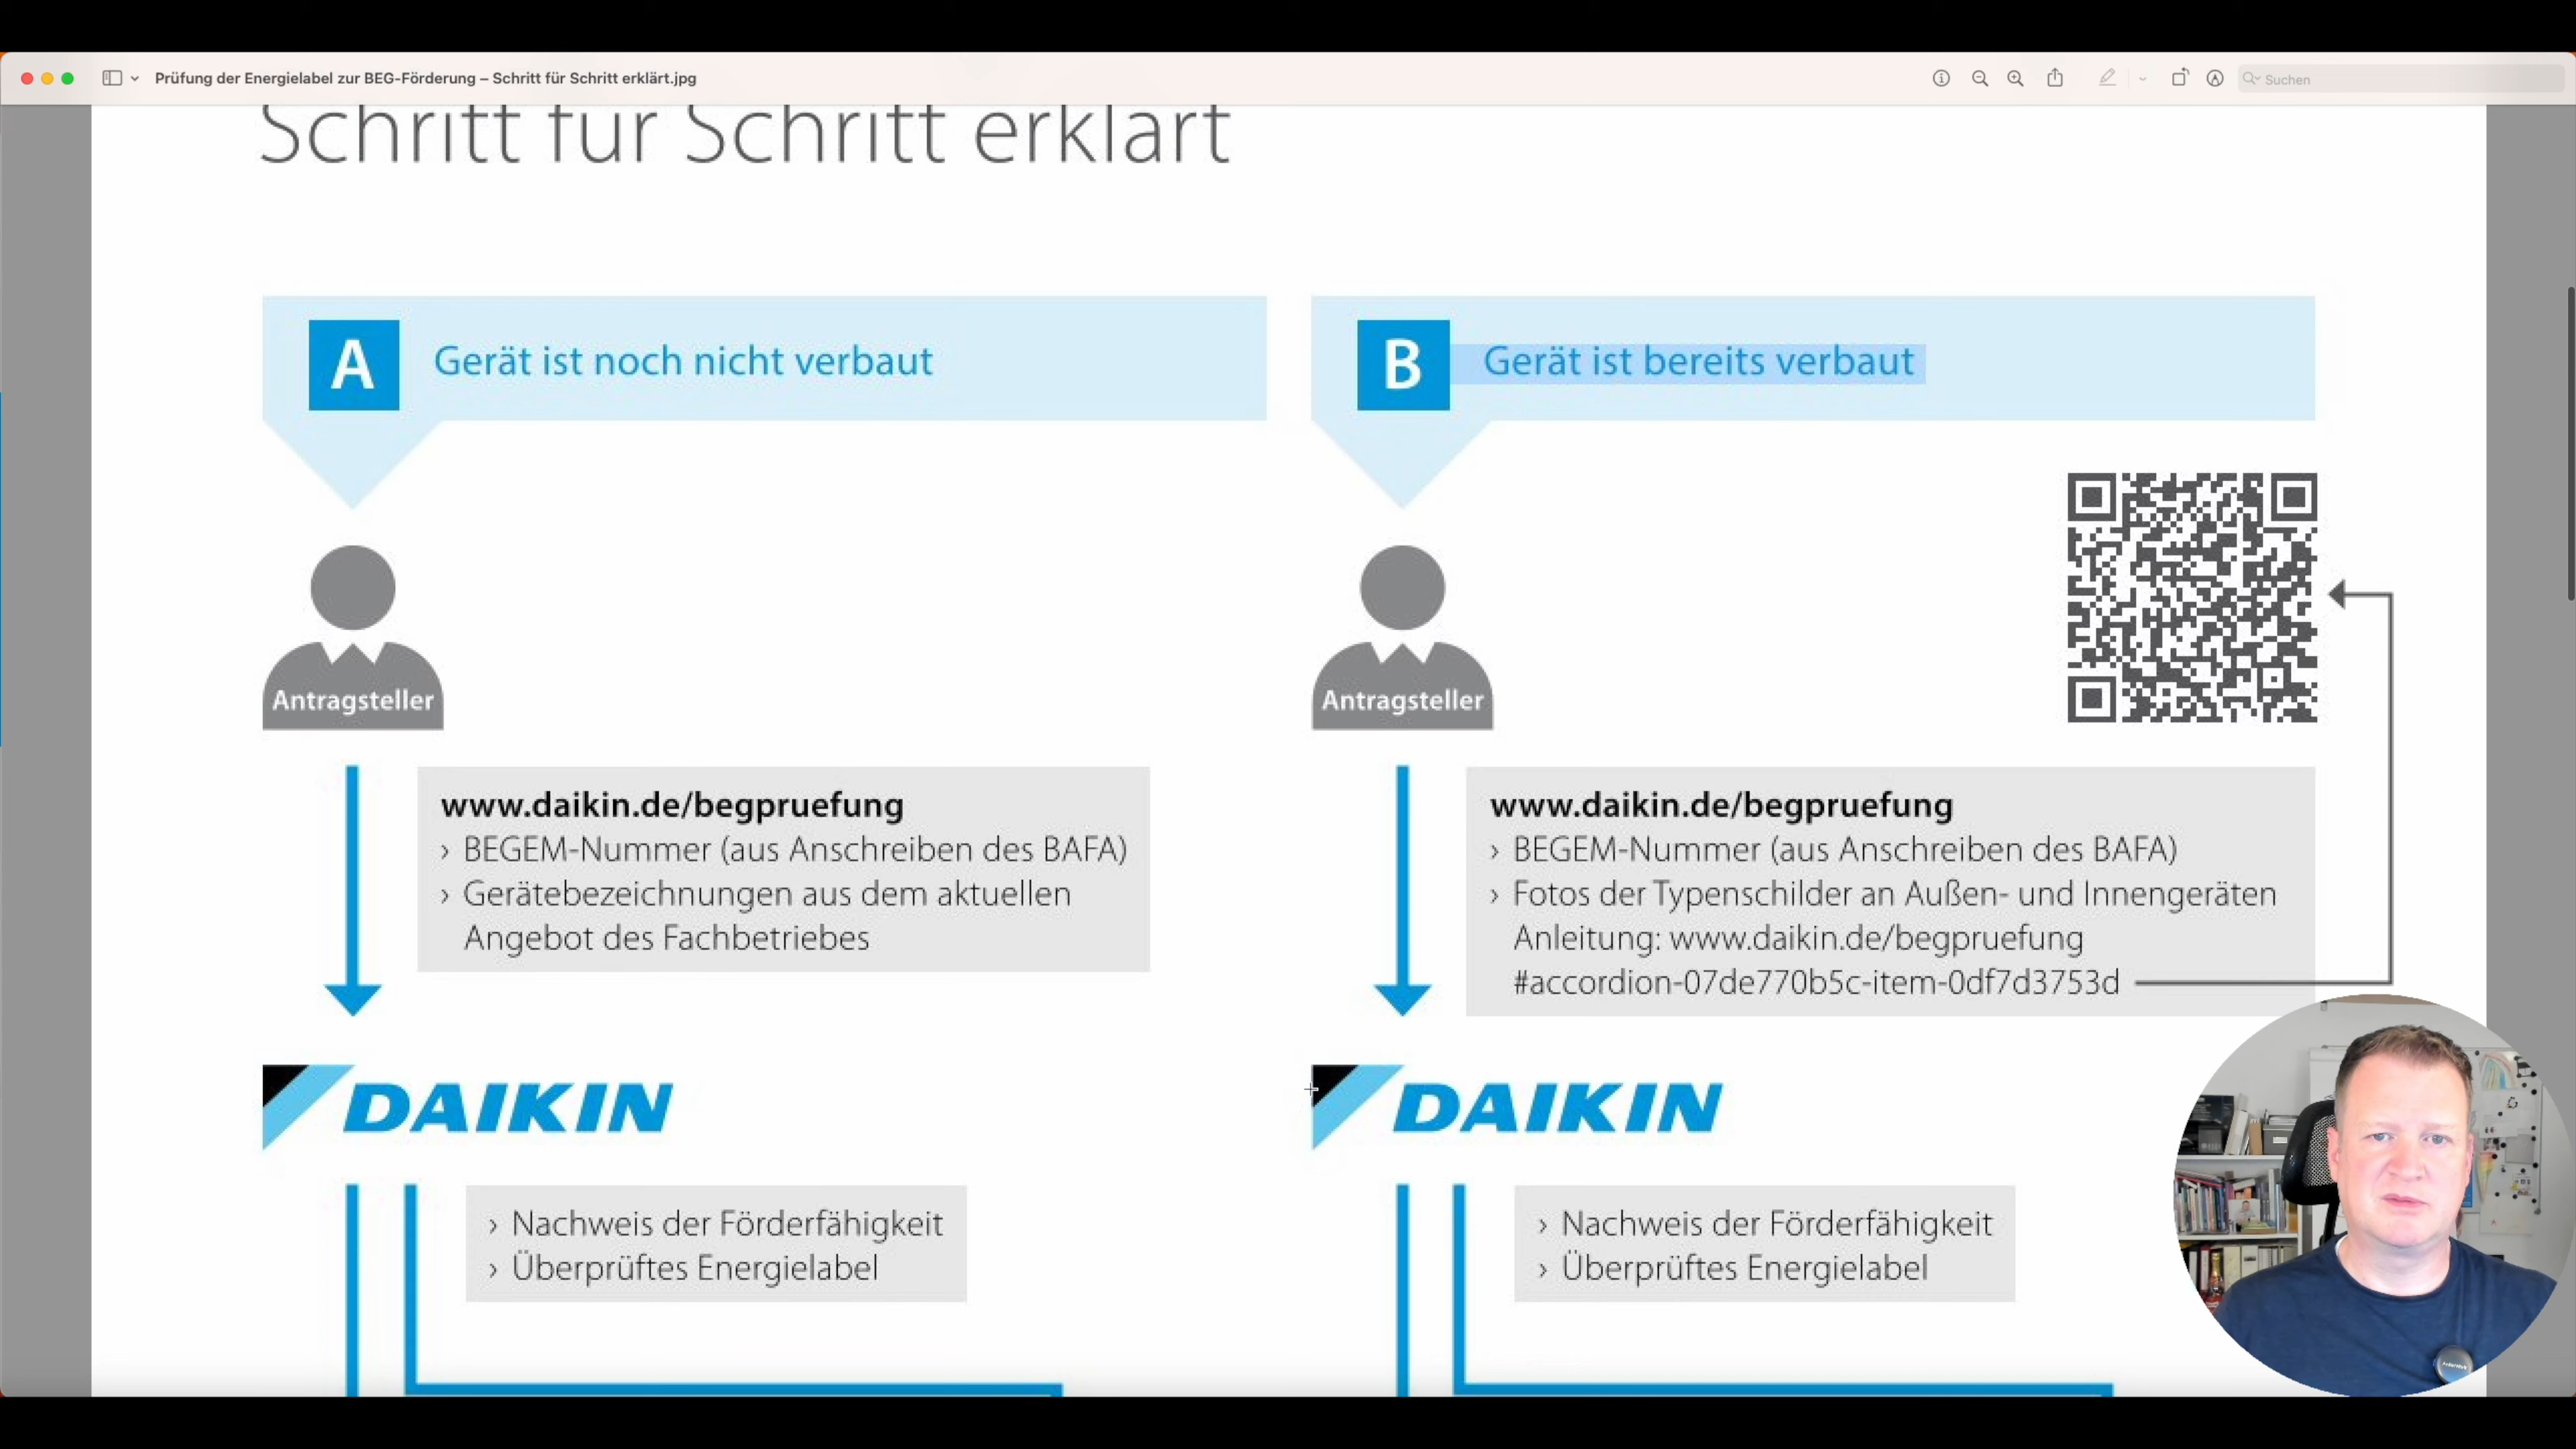 Prüfung der Energielabel zur BEG-Förderung – Schritt für Schritt erklärt.jpg
Suchen
Schritt für Schritt erklärt
A
Gerät ist noch nicht verbaut
Antragsteller
www.daikin.de/begpruefung
› BEGEM-Nummer (aus Anschreiben des BAFA)
› Gerätebezeichnungen aus dem aktuellen
Angebot des Fachbetriebes
DAIKIN
› Nachweis der Förderfähigkeit
› Überprüftes Energielabel
B
Gerät ist bereits verbaut
Antragsteller
www.daikin.de/begpruefung
› BEGEM-Nummer (aus Anschreiben des BAFA)
› Fotos der Typenschilder an Außen- und Innengeräten
Anleitung: www.daikin.de/begpruefung
#accordion-07de770b5c-item-0df7d3753d
DAIKIN
› Nachweis der Förderfähigkeit
› Überprüftes Energielabel